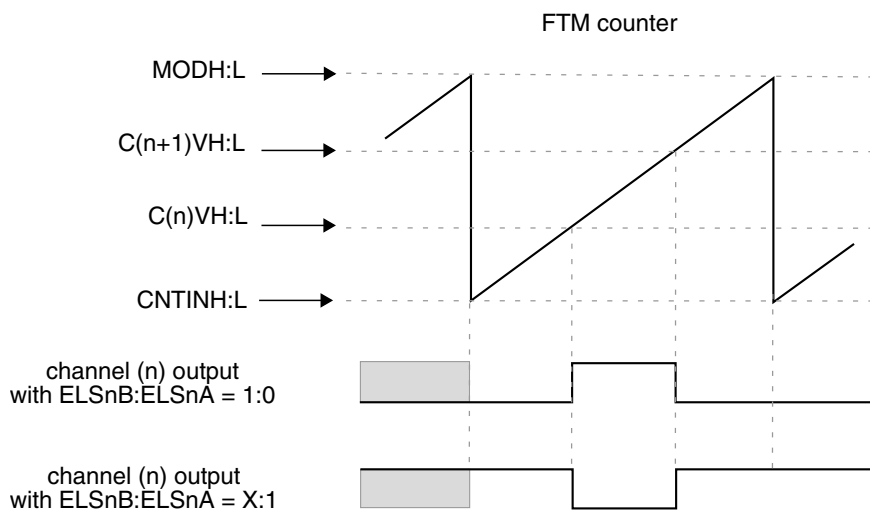 FTM counter
MODH:L
C(n+1)VH:L
C(n)VH:L
CNTINH:L
channel (n) output
with ELSnB:ELSnA = 1:0
channel (n) output
with ELSnB:ELSnA = X:1